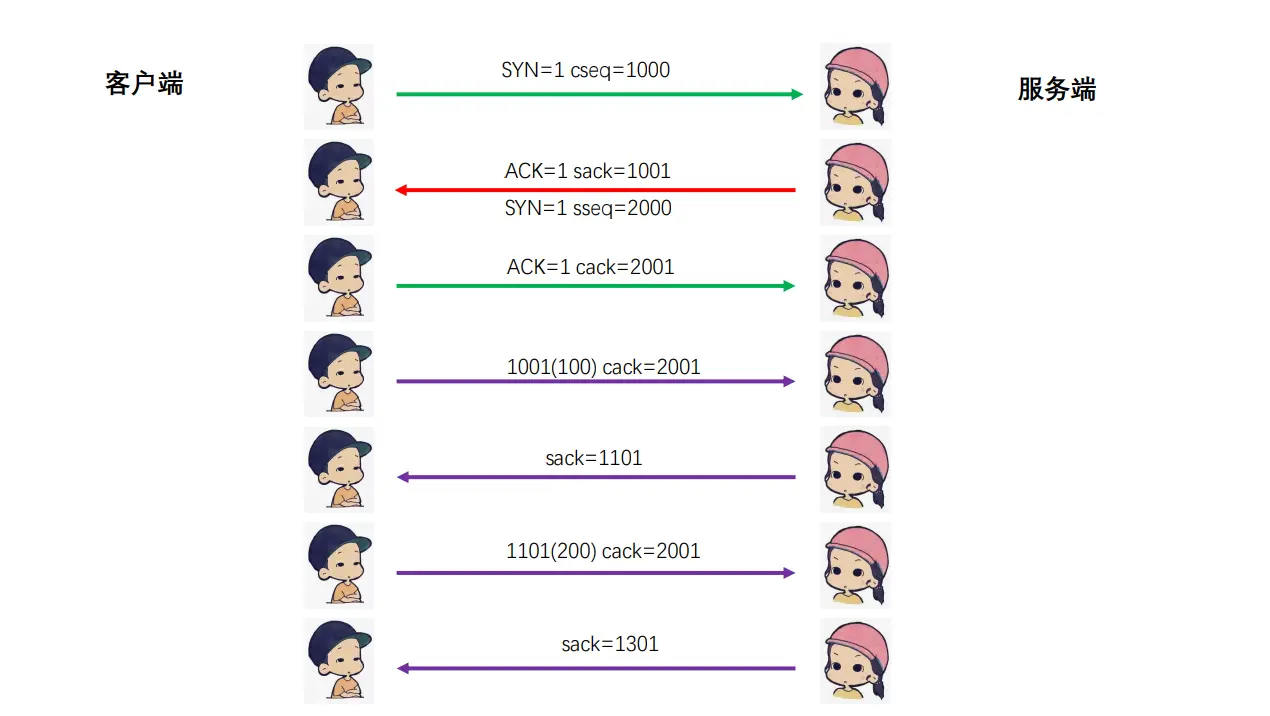 客户端
SYN=1 cseq=1000
服务端
ACK=1 sack=1001
SYN=1 sseq=2000
ACK=1 cack=2001
1001(100) cack=2001
sack=1101
1101(200) cack=2001
sack=1301